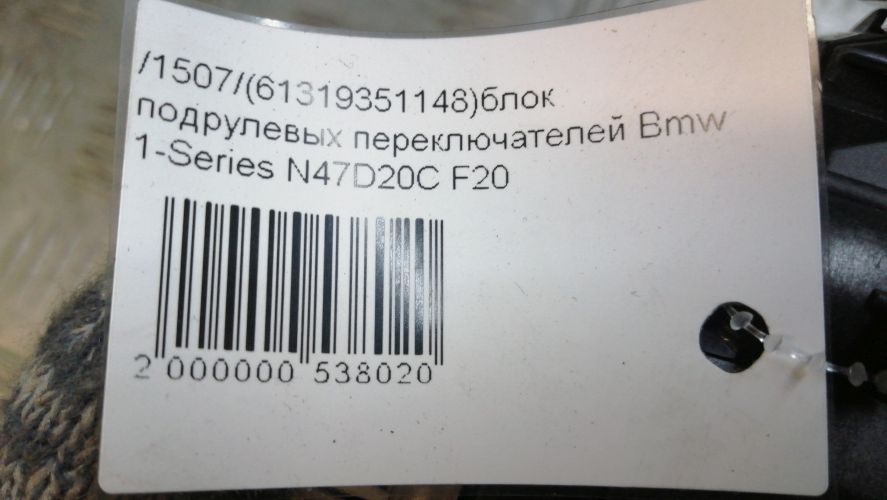 /1507/(61319351148)блок
подрулевых переключателей Bmw
1-Series N47D20C F20
2 000000 538020